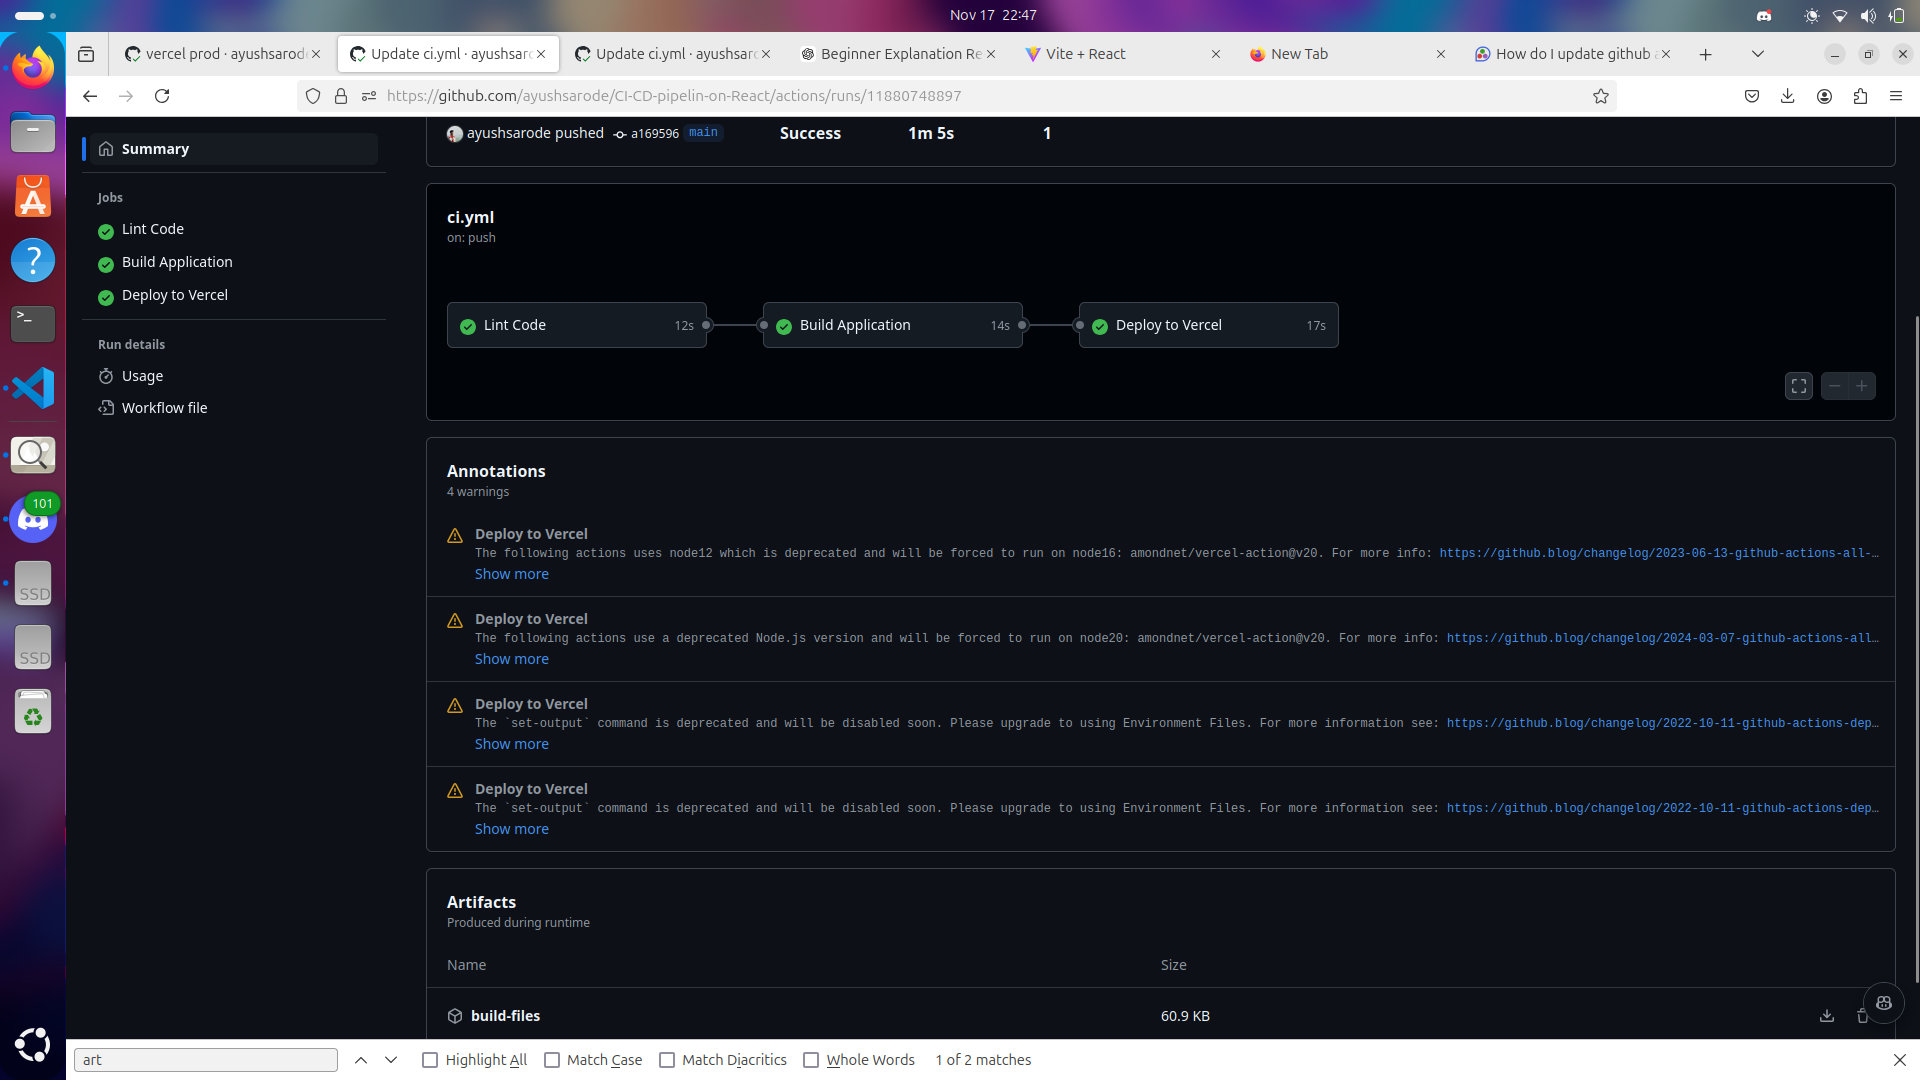 Nov 17 22:47
vercel prod · ayushsarode
Update ci.yml · ayushsaro
Update ci.yml · ayushsaro
Beginner Explanation Re
Vite + React
New Tab
How do I update github a
https://github.com/ayushsarode/CI-CD-pipelin-on-React/actions/runs/11880748897
ayushsarode pushed a169596 main Success 1m 5s 1
Summary
Jobs
Lint Code
Build Application
Deploy to Vercel
Run details
Usage
Workflow file
ci.yml
on: push
Lint Code 12s
Build Application 14s
Deploy to Vercel 17s
Annotations
4 warnings
Deploy to Vercel
The following actions uses node12 which is deprecated and will be forced to run on node16: amondnet/vercel-action@v20. For more info: https://github.blog/changelog/2023-06-13-github-actions-all-…
Show more
Deploy to Vercel
The following actions use a deprecated Node.js version and will be forced to run on node20: amondnet/vercel-action@v20. For more info: https://github.blog/changelog/2024-03-07-github-actions-all…
Show more
Deploy to Vercel
The `set-output` command is deprecated and will be disabled soon. Please upgrade to using Environment Files. For more information see: https://github.blog/changelog/2022-10-11-github-actions-dep…
Show more
Deploy to Vercel
The `set-output` command is deprecated and will be disabled soon. Please upgrade to using Environment Files. For more information see: https://github.blog/changelog/2022-10-11-github-actions-dep…
Show more
Artifacts
Produced during runtime
Name Size
build-files 60.9 KB
101
SSD
SSD
art Highlight All Match Case Match Diacritics Whole Words 1 of 2 matches